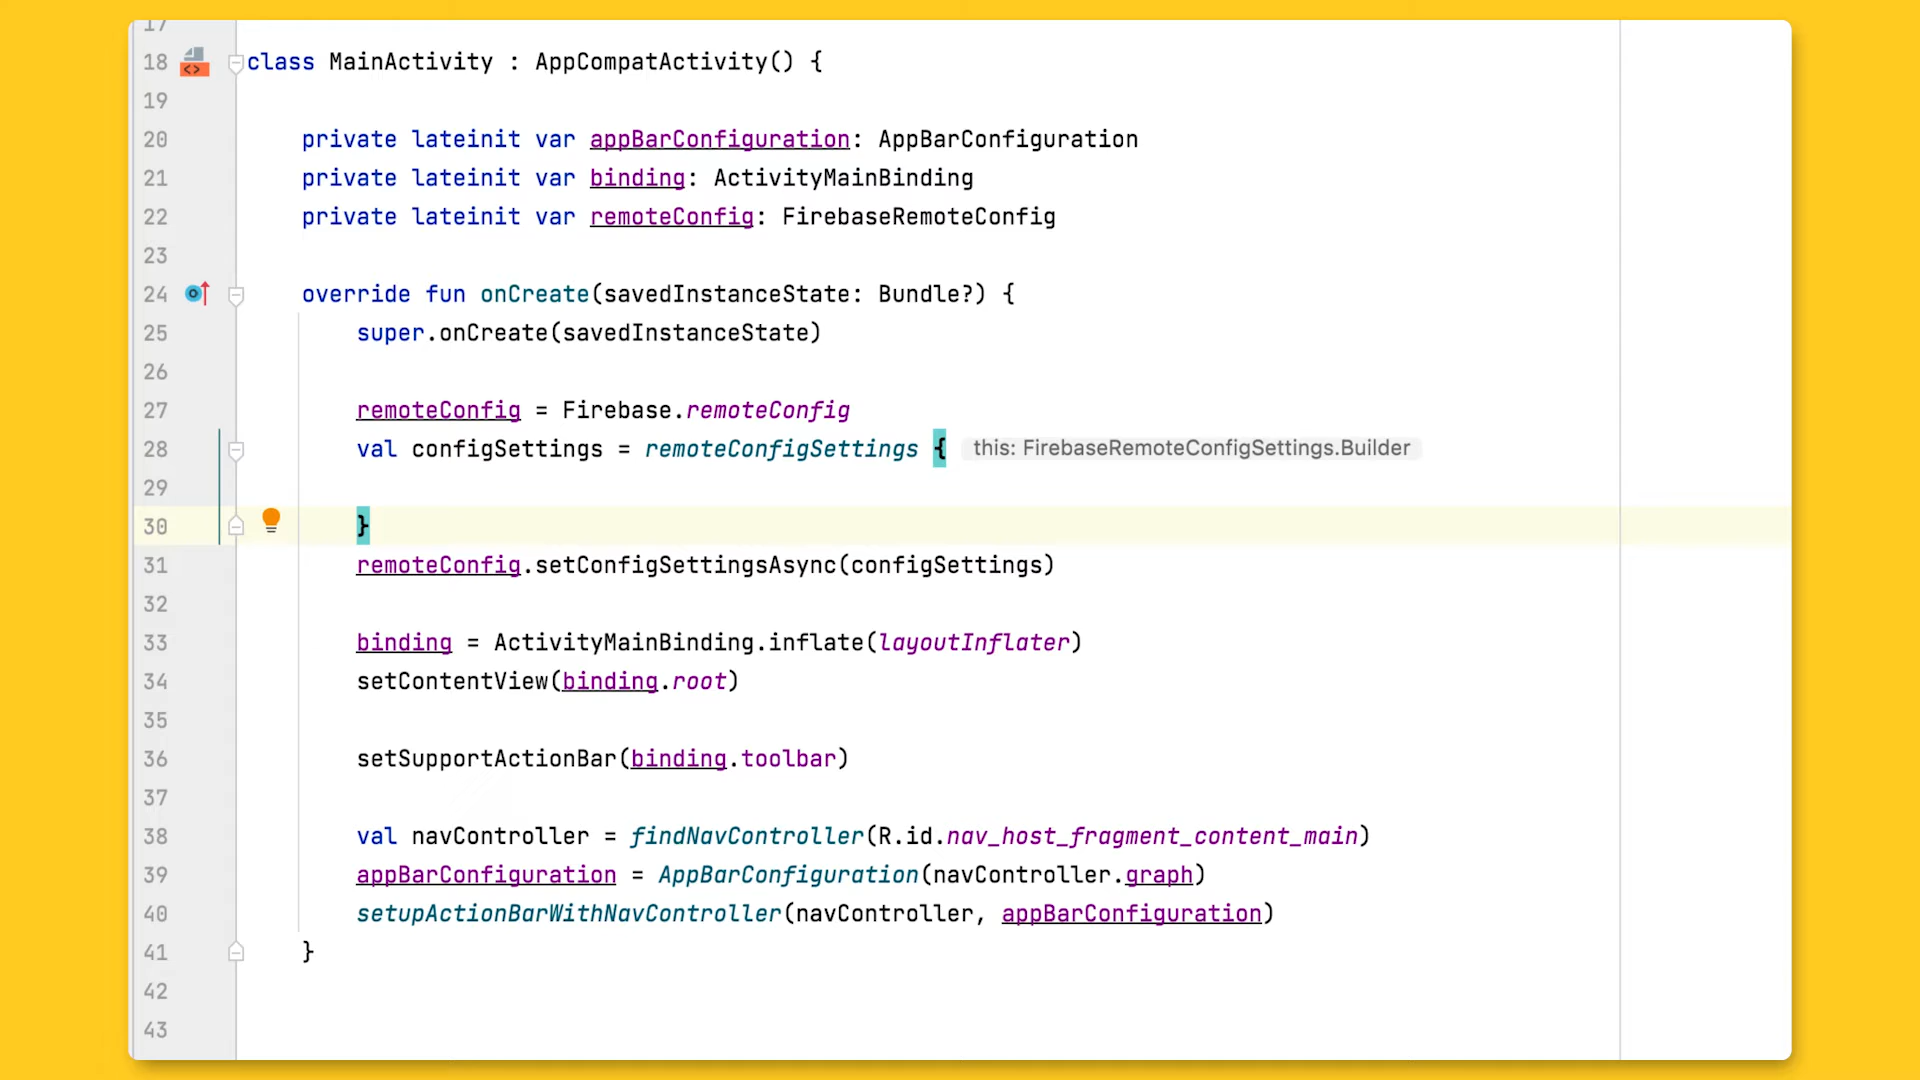 17
18 class MainActivity : AppCompatActivity() {
19
20 private lateinit var appBarConfiguration: AppBarConfiguration
21 private lateinit var binding: ActivityMainBinding
22 private lateinit var remoteConfig: FirebaseRemoteConfig
23
24 override fun onCreate(savedInstanceState: Bundle?) {
25 super.onCreate(savedInstanceState)
26
27 remoteConfig = Firebase.remoteConfig
28 val configSettings = remoteConfigSettings { this: FirebaseRemoteConfigSettings.Builder
29
30 }
31 remoteConfig.setConfigSettingsAsync(configSettings)
32
33 binding = ActivityMainBinding.inflate(layoutInflater)
34 setContentView(binding.root)
35
36 setSupportActionBar(binding.toolbar)
37
38 val navController = findNavController(R.id.nav_host_fragment_content_main)
39 appBarConfiguration = AppBarConfiguration(navController.graph)
40 setupActionBarWithNavController(navController, appBarConfiguration)
41 }
42
43